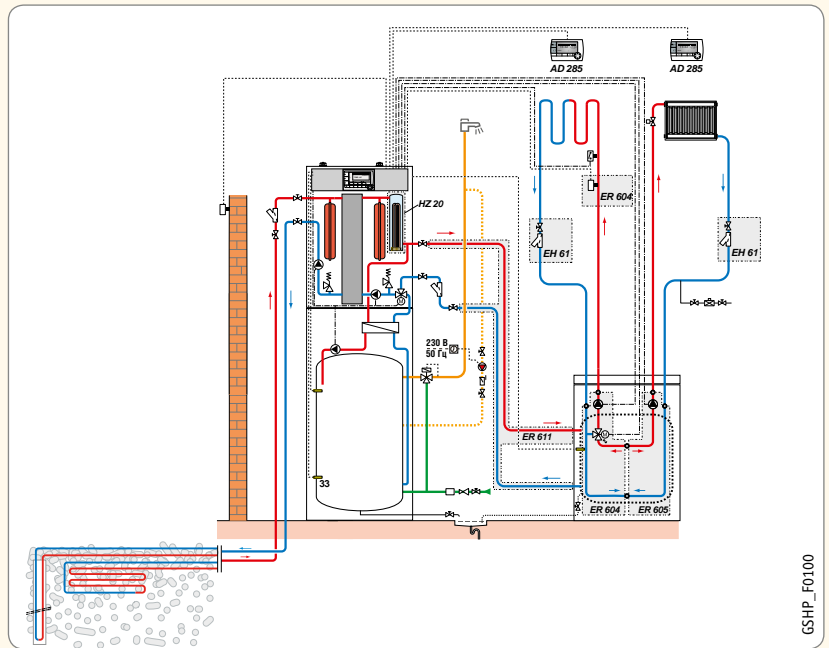 AD 285
AD 285
HZ 20
ER 604
EH 61
EH 61
230 В
50 Гц
ER 611
33
ER 604
ER 605
GSHP_F0100